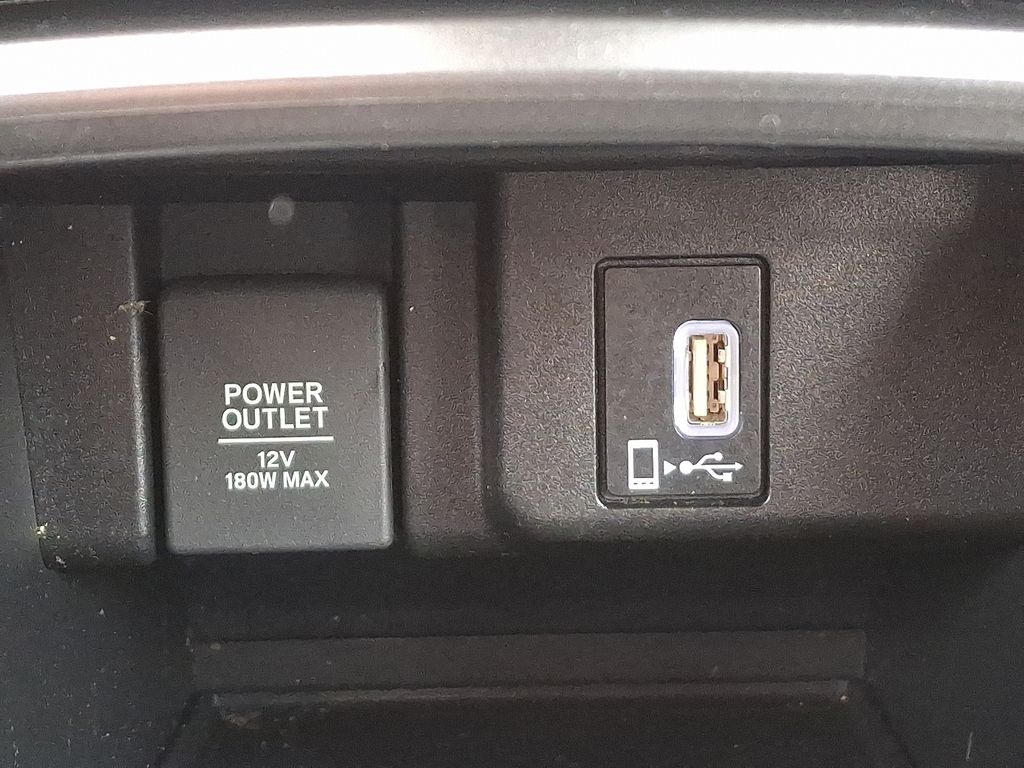 POWER
OUTLET
12V
180W MAX